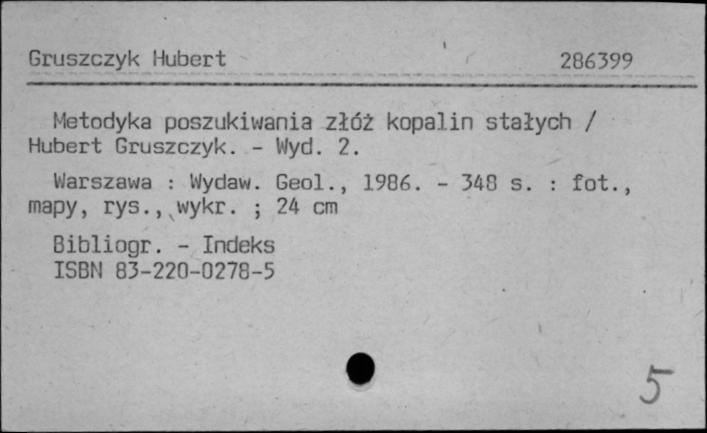 Gruszczyk Hubert 286399
Metodyka poszukiwania złóż kopalin stałych /
Hubert Gruszczyk. - Wyd. 2.
Warszawa : Wydaw. Geol., 1986. - 348 s. : fot.,
mapy, rys., wykr. ; 24 cm
Bibliogr. - Indeks
ISBN 83-220-0278-5
5